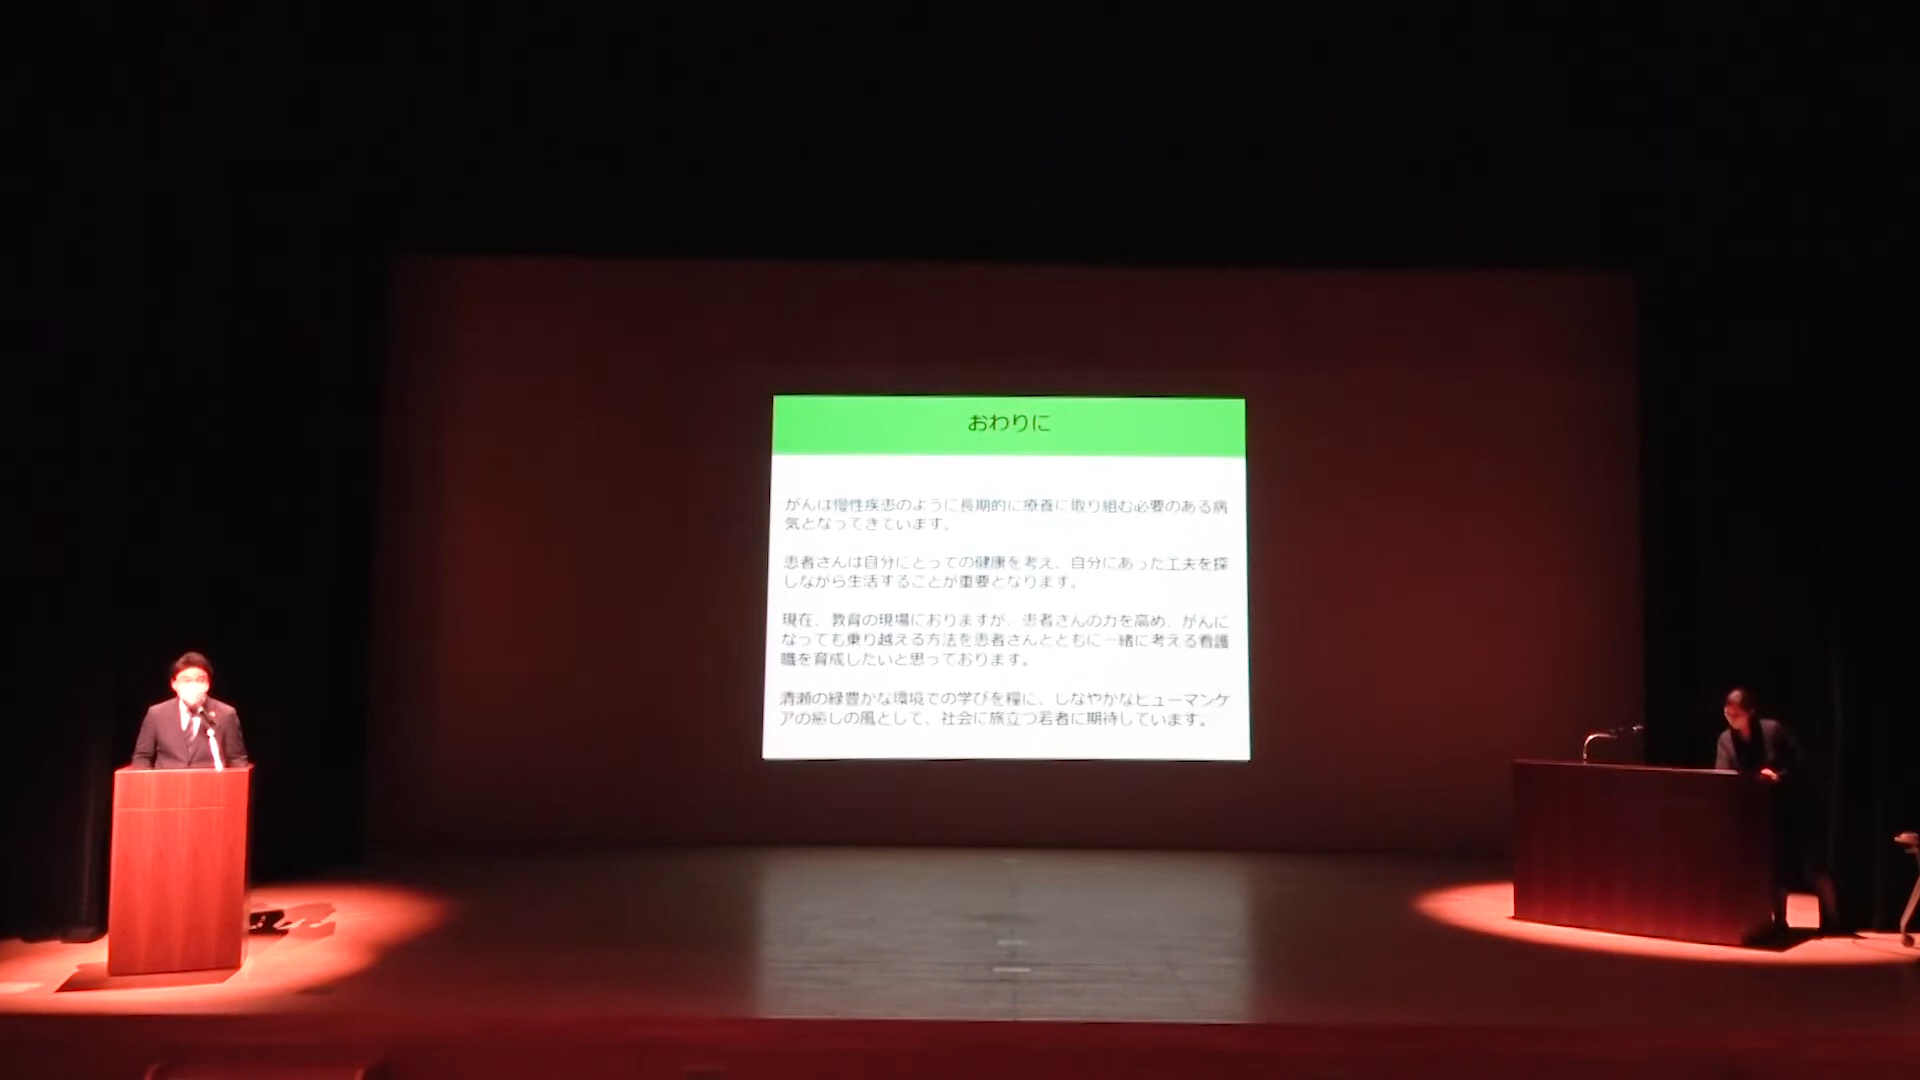 おわりに
がんは慢性疾患のように長期的に療養に取り組む必要のある病
気となってきています。
患者さんは自分にとっての健康を考え、自分にあった工夫を探
しながら生活することが重要となります。
現在、教育の現場におりますが、患者さんの力を高め、がんに
なっても乗り越える方法を患者さんとともに一緒に考える看護
職を育成したいと思っております。
清瀬の緑豊かな環境での学びを糧に、しなやかなヒューマンケ
アの癒しの風として、社会に旅立つ若者に期待しています。